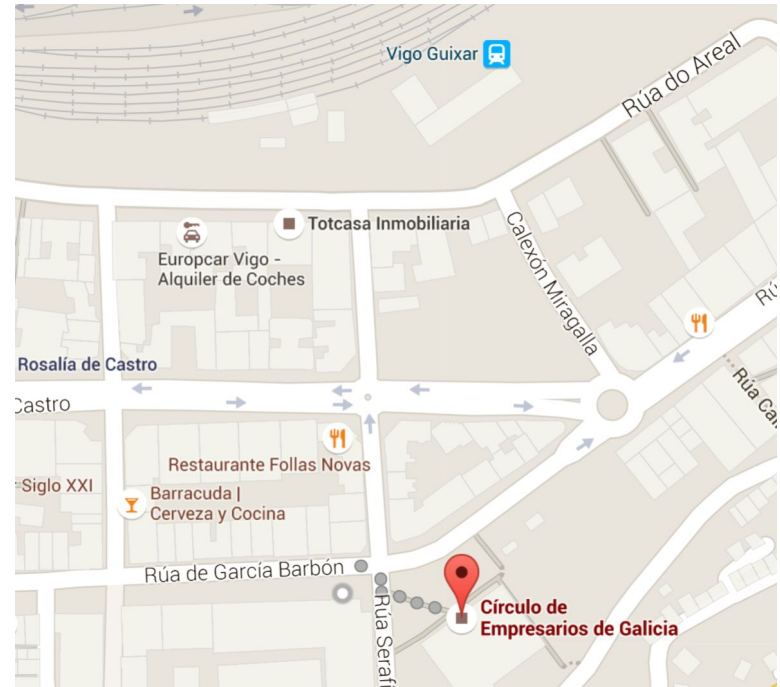 Vigo Guixar
Rúa do Areal
Totcasa Inmobiliaria
Europcar Vigo -
Alquiler de Coches
Calexón Miragalla
Rosalía de Castro
Castro
Restaurante Follas Novas
Siglo XXI
Barracuda |
Cerveza y Cocina
Rúa de García Barbón
Rúa
Círculo de
Empresarios de Galicia